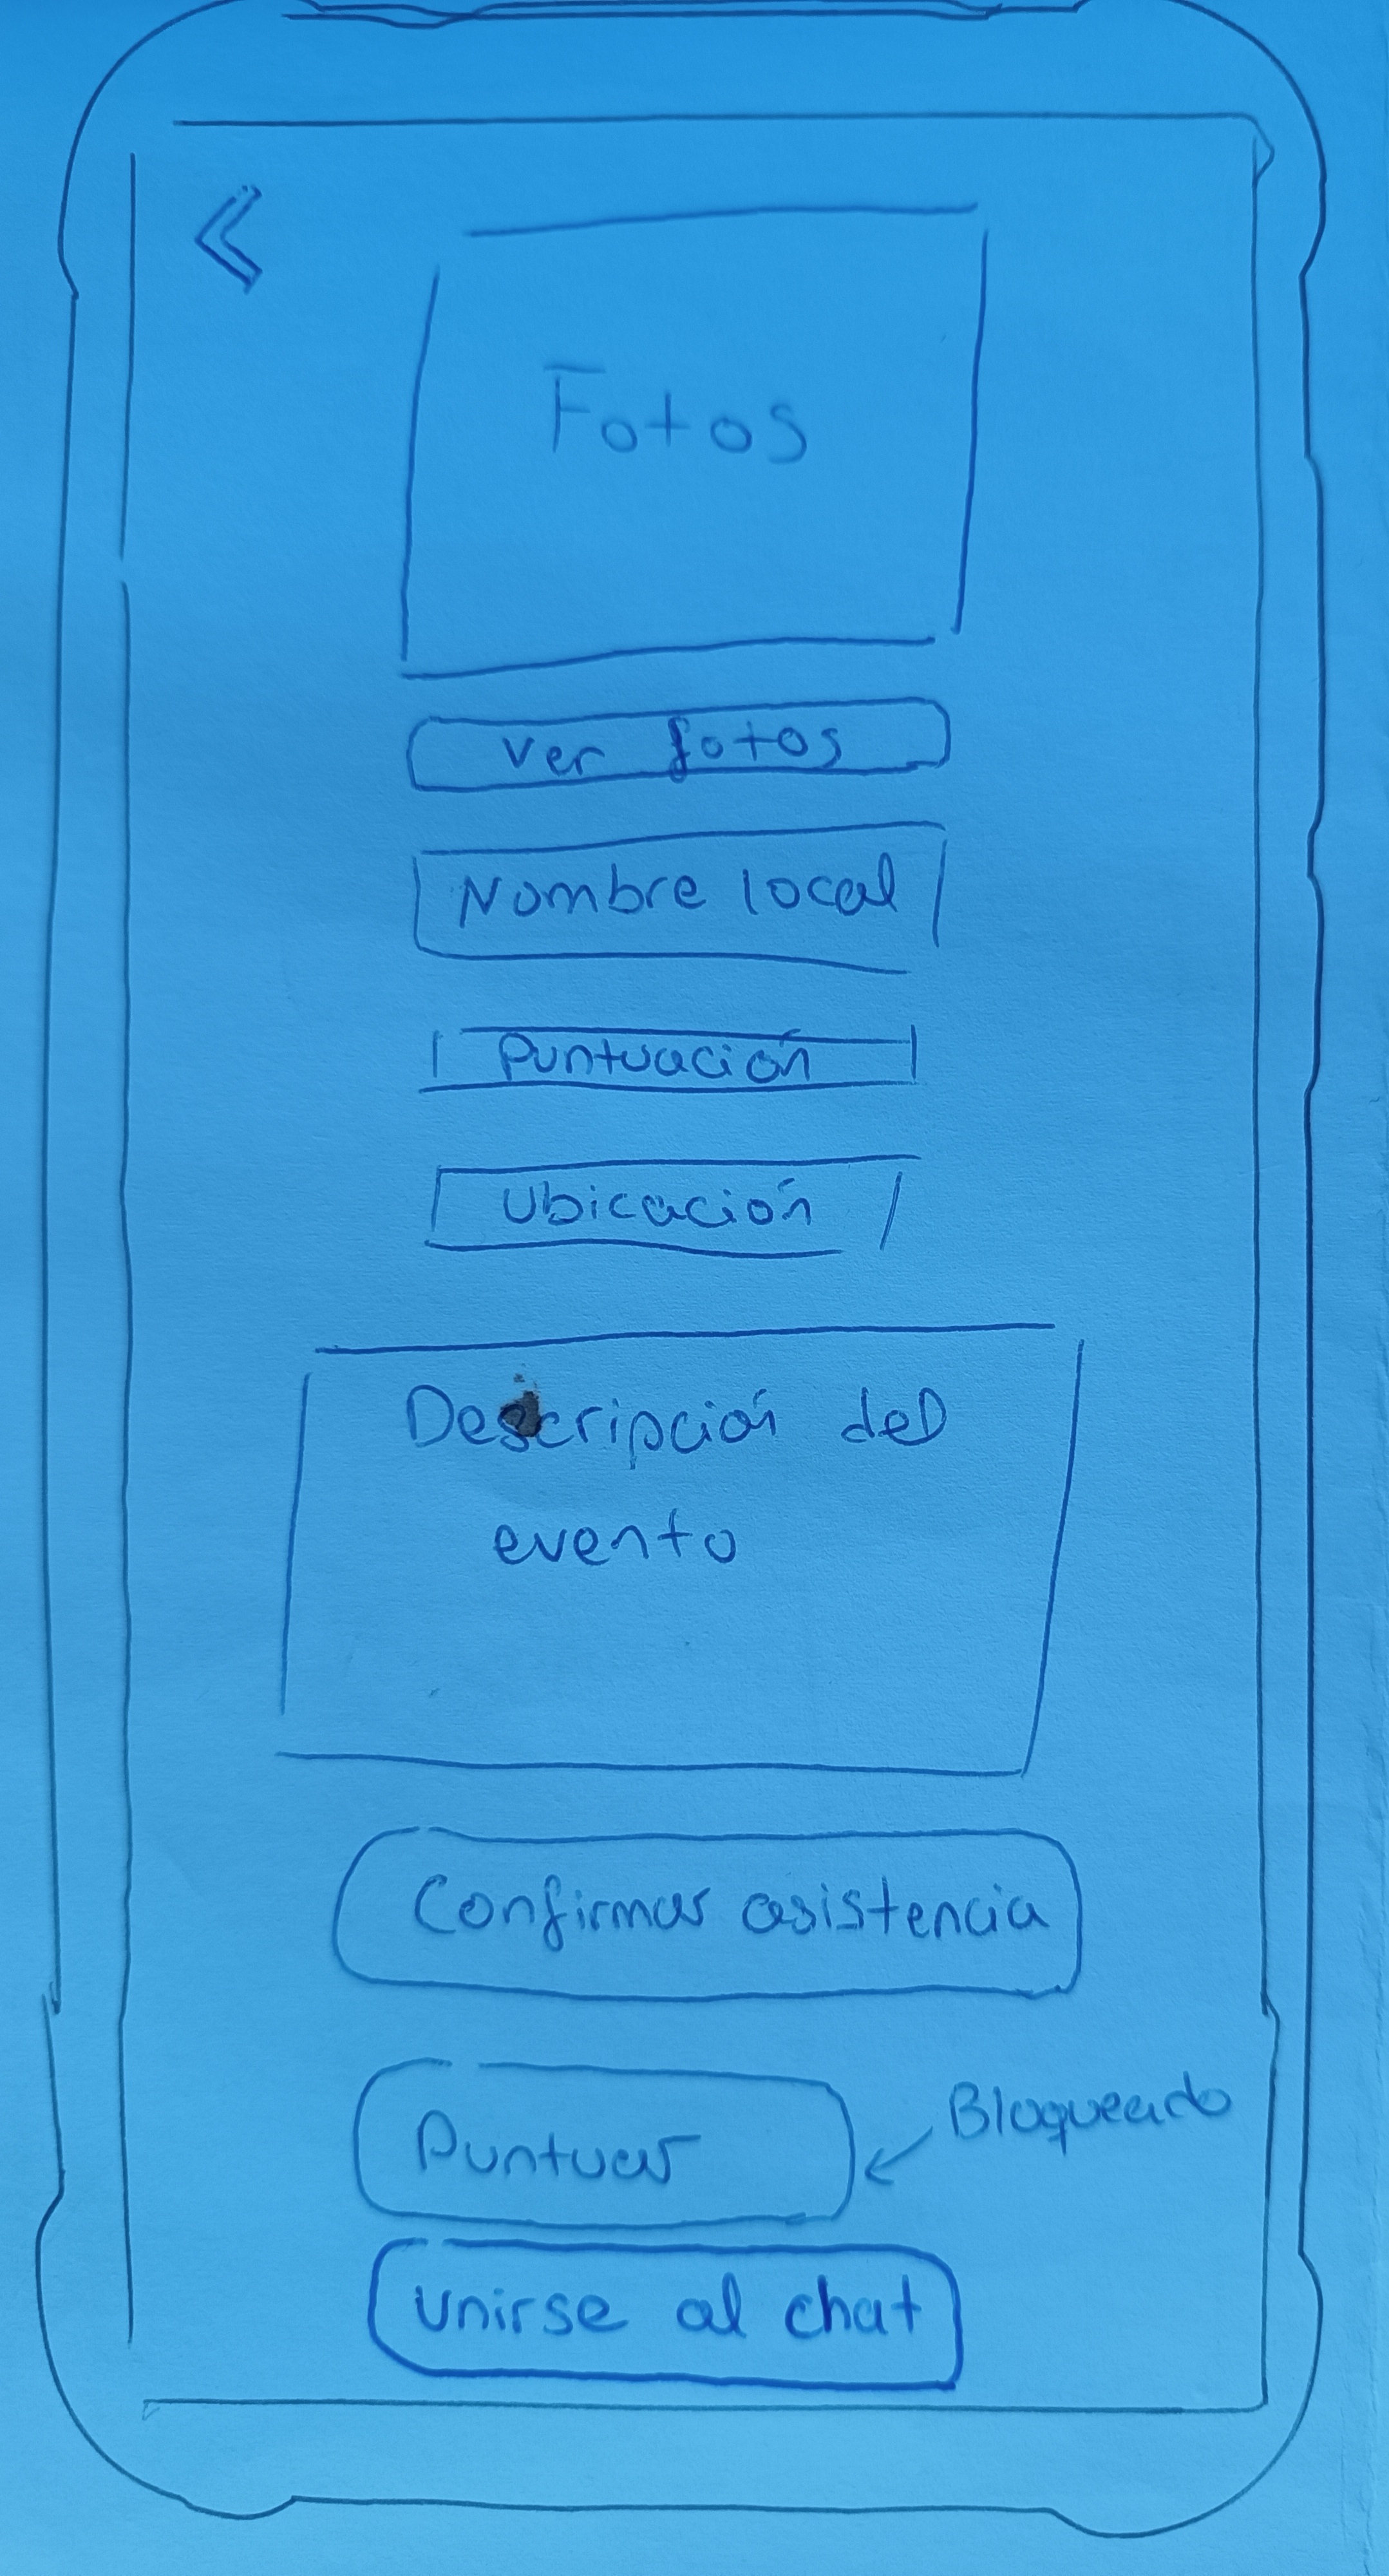 Fotos
Ver fotos
Nombre local
Puntuación
Ubicación
Descripción del
evento
Confirmar asistencia
Puntuar
Bloqueado
Unirse al chat